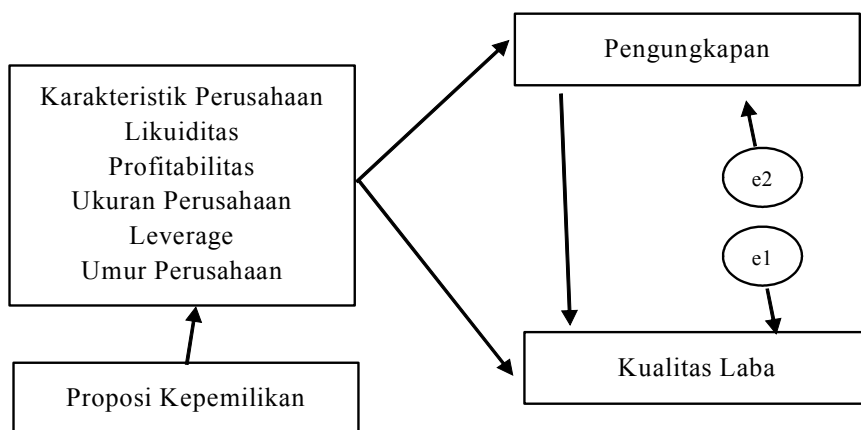 Pengungkapan
Karakteristik Perusahaan
Likuiditas
Profitabilitas
Ukuran Perusahaan
Leverage
Umur Perusahaan
e2
e1
Kualitas Laba
Proposi Kepemilikan